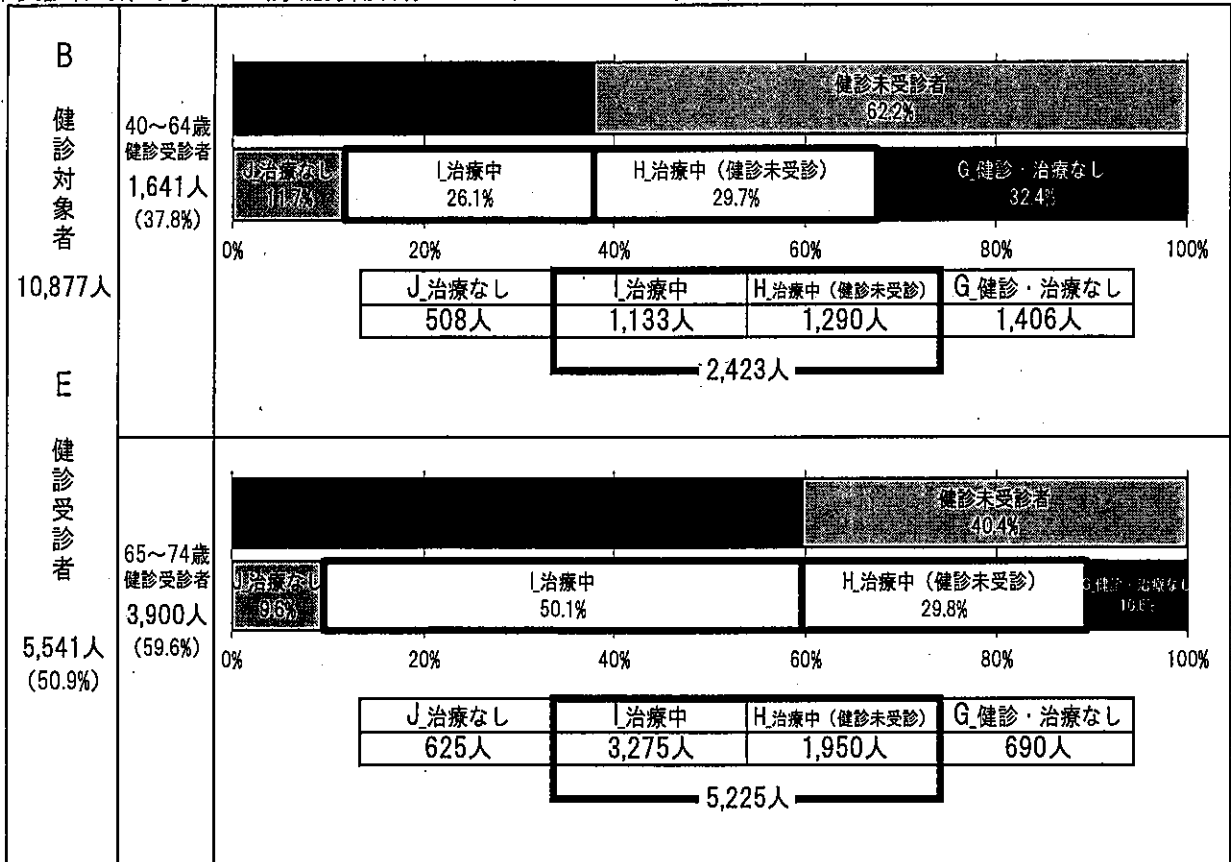 B
健診対象者
10,877人
E
健診受診者
5,541人
(50.9%)
40～64歳
健診受診者
1,641人
(37.8%)
健診未受診者
62.2%
J_治療なし
11.7%
I_治療中
26.1%
H_治療中（健診未受診）
29.7%
G_健診・治療なし
32.4%
0% 20% 40% 60% 80% 100%
J_治療なし I_治療中 H_治療中（健診未受診） G_健診・治療なし
508人 1,133人 1,290人 1,406人
2,423人
65～74歳
健診受診者
3,900人
(59.6%)
健診未受診者
40.4%
J_治療なし
9.6%
I_治療中
50.1%
H_治療中（健診未受診）
29.8%
G_健診・治療なし
0% 20% 40% 60% 80% 100%
J_治療なし I_治療中 H_治療中（健診未受診） G_健診・治療なし
625人 3,275人 1,950人 690人
5,225人